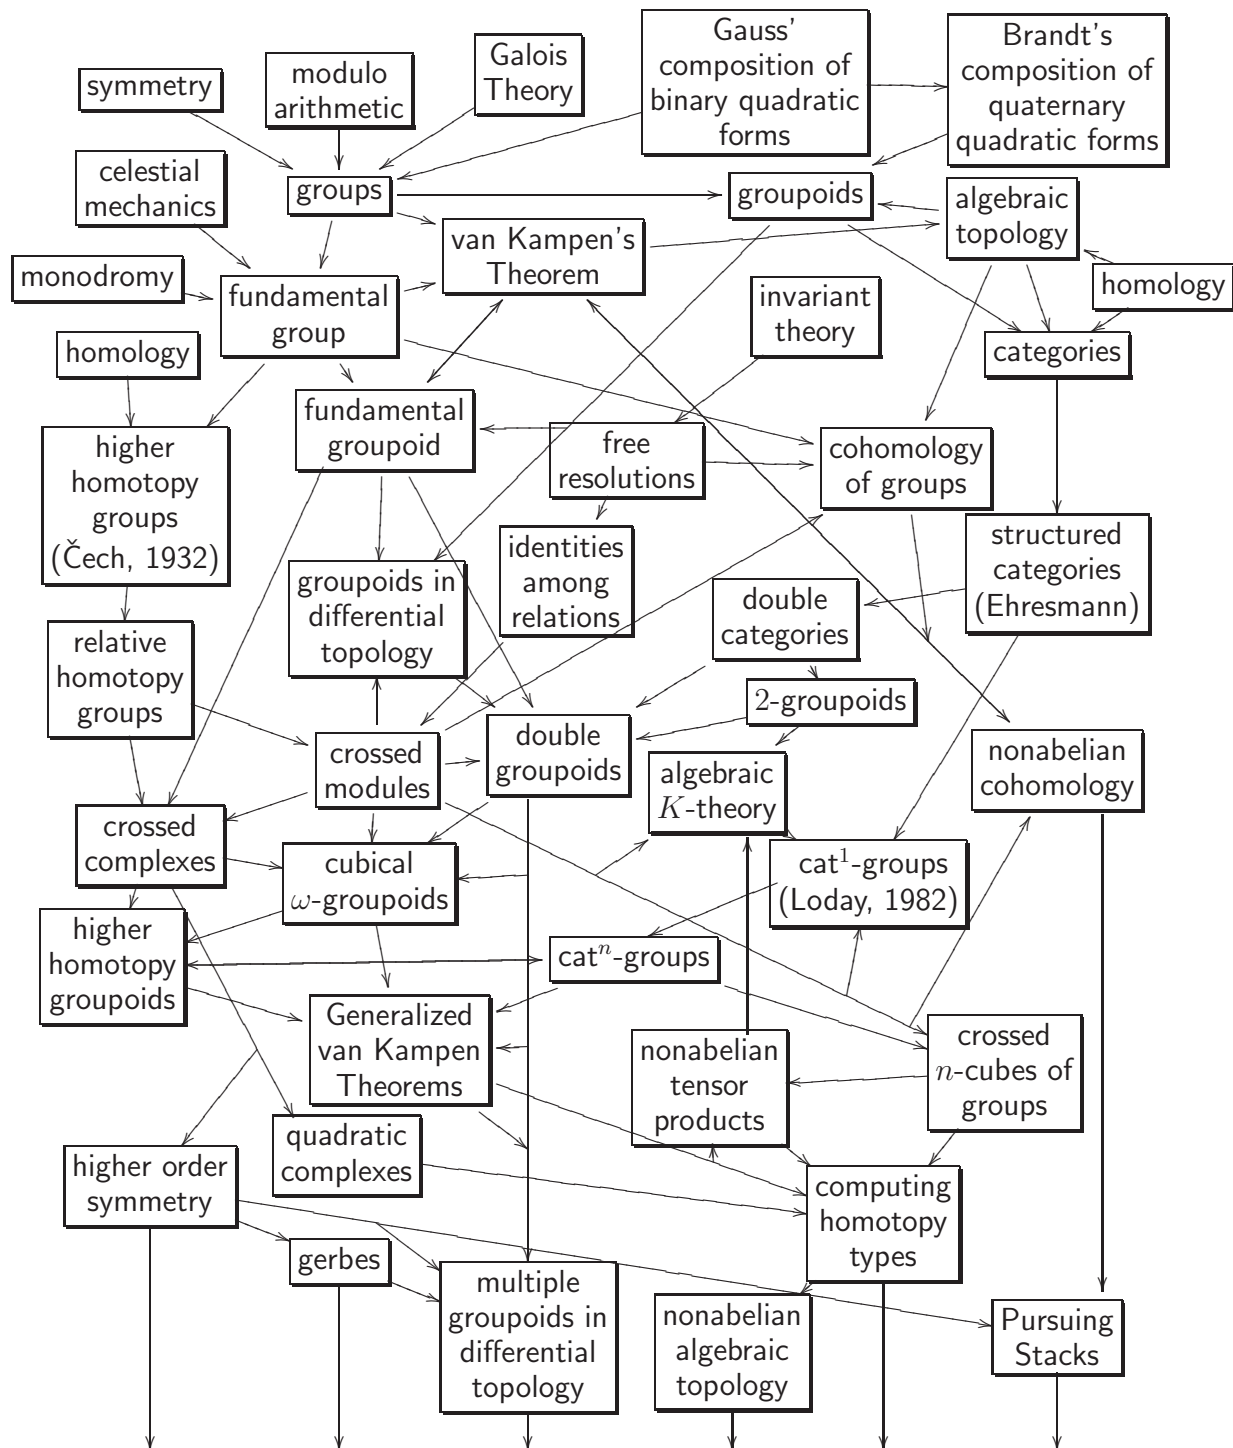 symmetry
modulo
arithmetic
Galois
Theory
Gauss'
composition of
binary quadratic
forms
Brandt's
composition of
quaternary
quadratic forms
celestial
mechanics
groups
groupoids
algebraic
topology
van Kampen's
Theorem
monodromy
fundamental
group
invariant
theory
homology
homology
categories
fundamental
groupoid
higher
homotopy
groups
(Čech, 1932)
free
resolutions
cohomology
of groups
identities
among
relations
structured
categories
(Ehresmann)
groupoids in
differential
topology
double
categories
relative
homotopy
groups
2-groupoids
double
groupoids
crossed
modules
nonabelian
cohomology
algebraic
K-theory
crossed
complexes
cubical
ω-groupoids
cat¹-groups
(Loday, 1982)
higher
homotopy
groupoids
catⁿ-groups
Generalized
van Kampen
Theorems
nonabelian
tensor
products
crossed
n-cubes of
groups
quadratic
complexes
higher order
symmetry
computing
homotopy
types
gerbes
multiple
groupoids in
differential
topology
nonabelian
algebraic
topology
Pursuing
Stacks